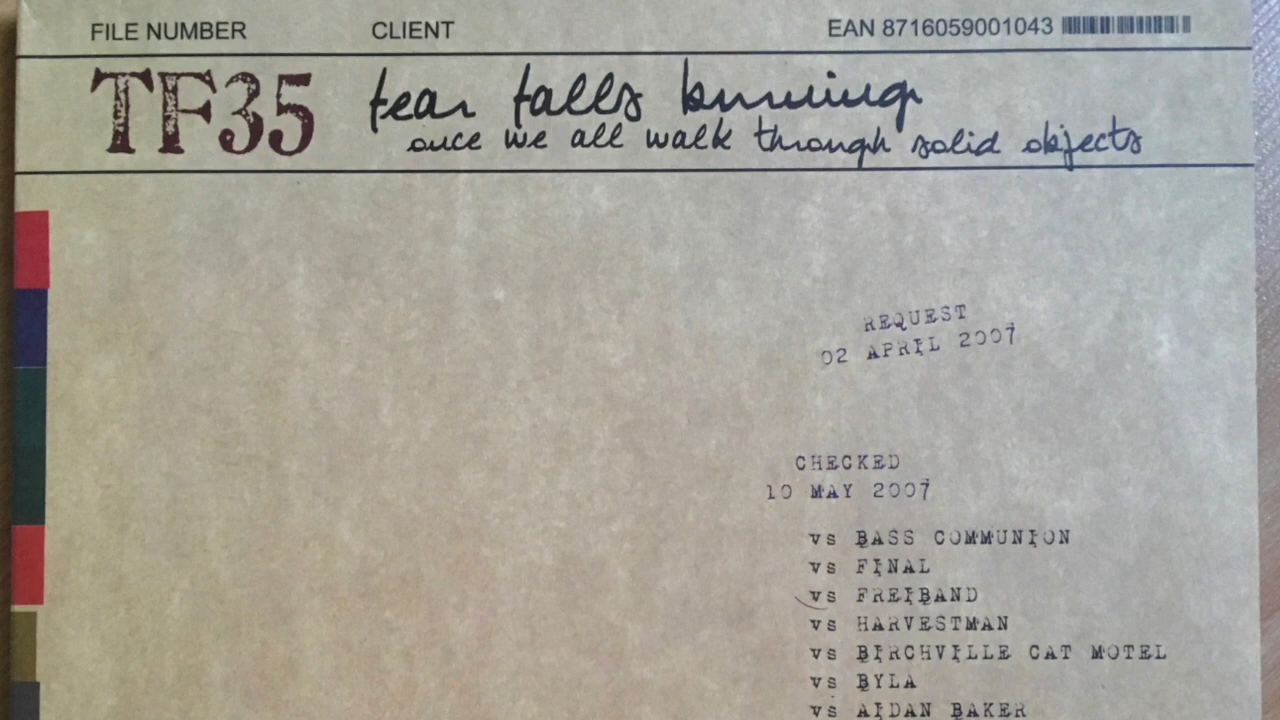 FILE NUMBER CLIENT EAN 8716059001043
TF35 fear falls burning
once we all walk through solid objects
REQUEST
02 APRIL 2007
CHECKED
10 MAY 2007
vs BASS COMMUNION
vs FINAL
vs FREIBAND
vs HARVESTMAN
vs BIRCHVILLE CAT MOTEL
vs BYLA
vs AIDAN BAKER